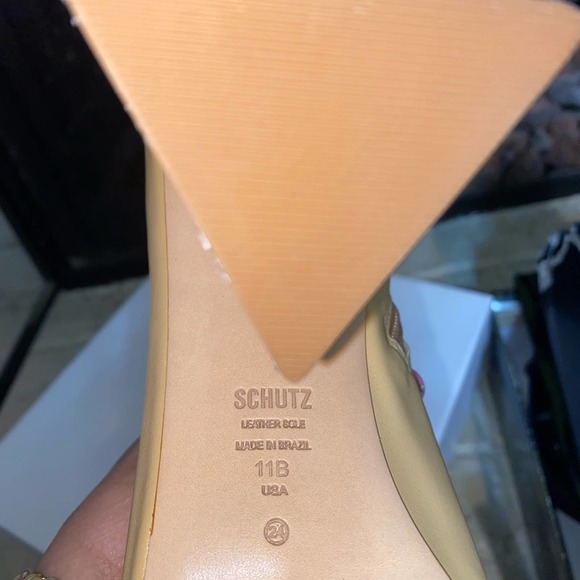 SCHUTZ
LEATHER SOLE
MADE IN BRAZIL
11B
USA
24